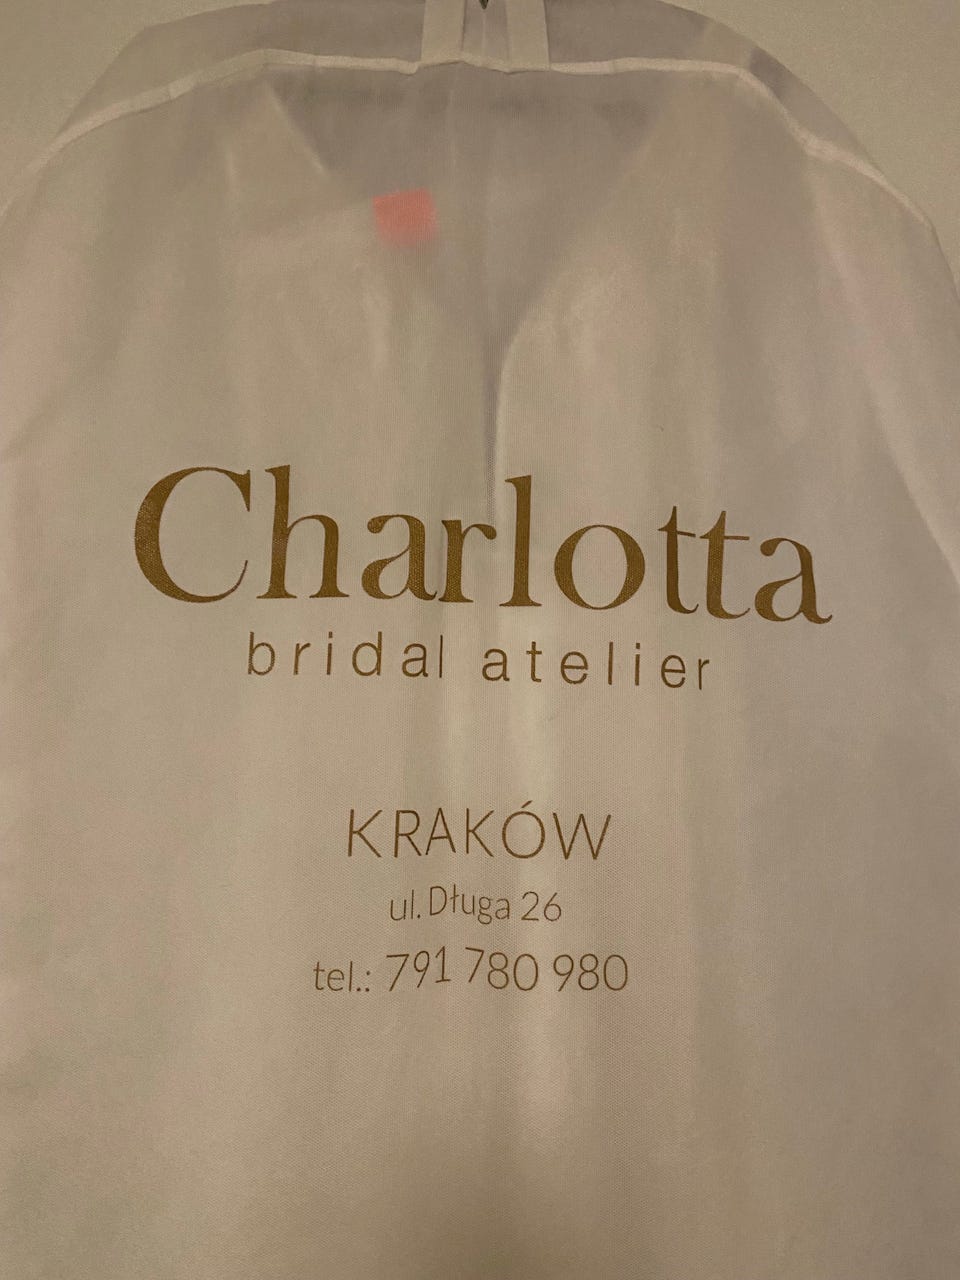 Charlotta
bridal atelier
KRAKÓW
ul. Długa 26
tel.: 791 780 980